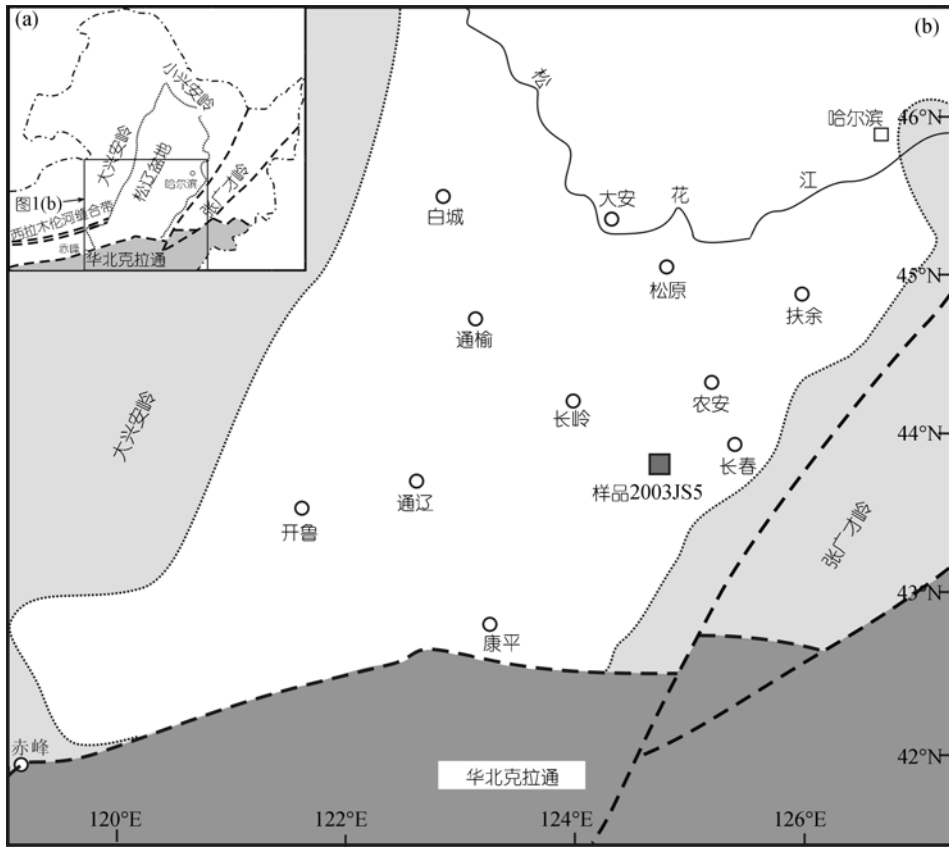 (a)
小兴安岭
大兴安岭
松辽盆地
哈尔滨
张广才岭
图1(b)
西拉木伦河缝合带
赤峰
华北克拉通
(b)
松
花
江
哈尔滨
46°N
大安
白城
松原
45°N
扶余
通榆
长岭
农安
大兴安岭
44°N
长春
样品2003JS5
通辽
开鲁
张广才岭
43°N
康平
赤峰
42°N
华北克拉通
120°E
122°E
124°E
126°E